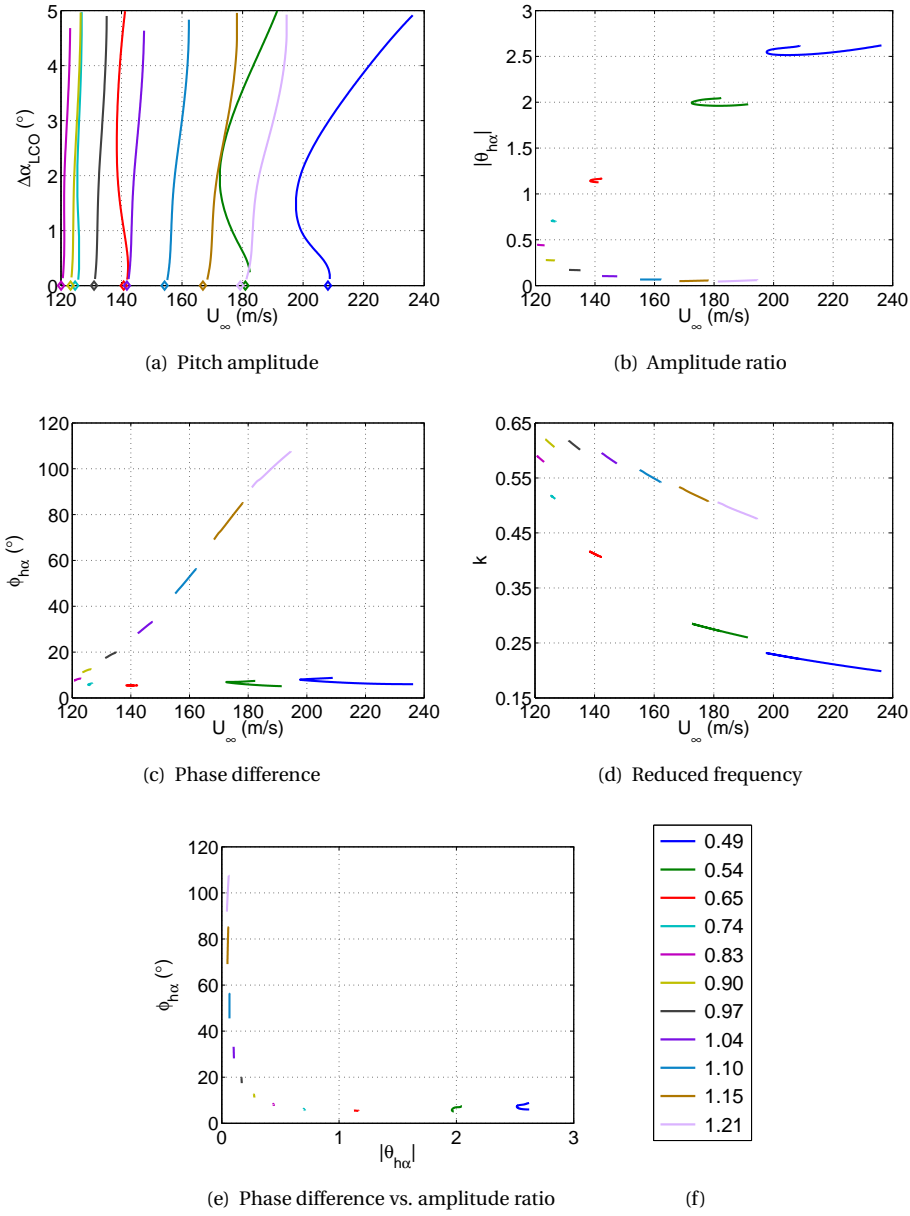 5
4
3
2
1
0
Δα_LCO (°)
120 140 160 180 200 220 240
U_∞ (m/s)
(a) Pitch amplitude
3
2.5
2
1.5
1
0.5
0
|θ_hα|
120 140 160 180 200 220 240
U_∞ (m/s)
(b) Amplitude ratio
120
100
80
60
40
20
0
ϕ_hα (°)
120 140 160 180 200 220 240
U_∞ (m/s)
(c) Phase difference
0.65
0.55
0.45
0.35
0.25
0.15
k
120 140 160 180 200 220 240
U_∞ (m/s)
(d) Reduced frequency
120
100
80
60
40
20
0
ϕ_hα (°)
0 1 2 3
|θ_hα|
(e) Phase difference vs. amplitude ratio
0.49
0.54
0.65
0.74
0.83
0.90
0.97
1.04
1.10
1.15
1.21
(f)